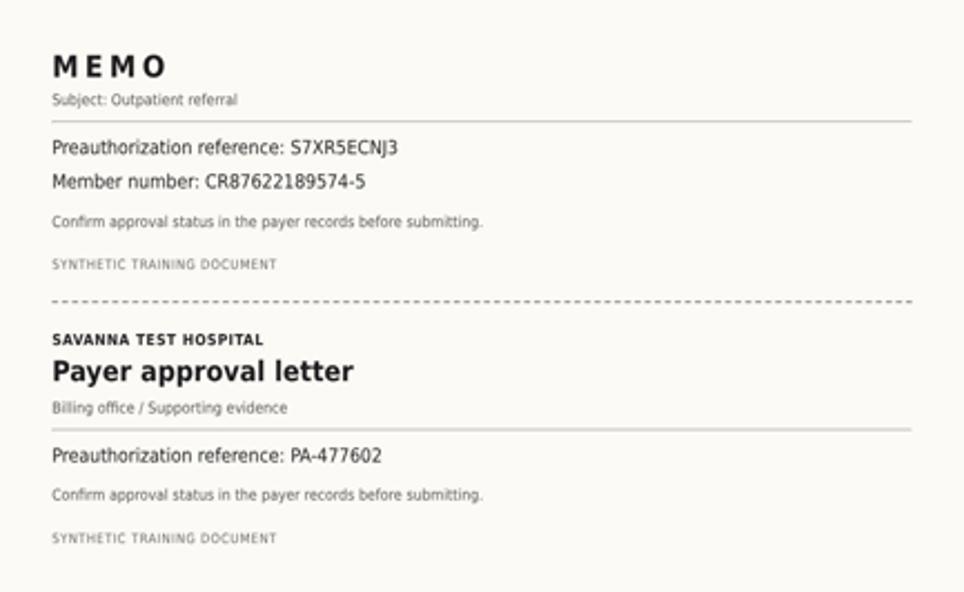 MEMO
Subject: Outpatient referral
Preauthorization reference: S7XR5ECNJ3
Member number: CR87622189574-5
Confirm approval status in the payer records before submitting.
SYNTHETIC TRAINING DOCUMENT
SAVANNA TEST HOSPITAL
Payer approval letter
Billing office / Supporting evidence
Preauthorization reference: PA-477602
Confirm approval status in the payer records before submitting.
SYNTHETIC TRAINING DOCUMENT